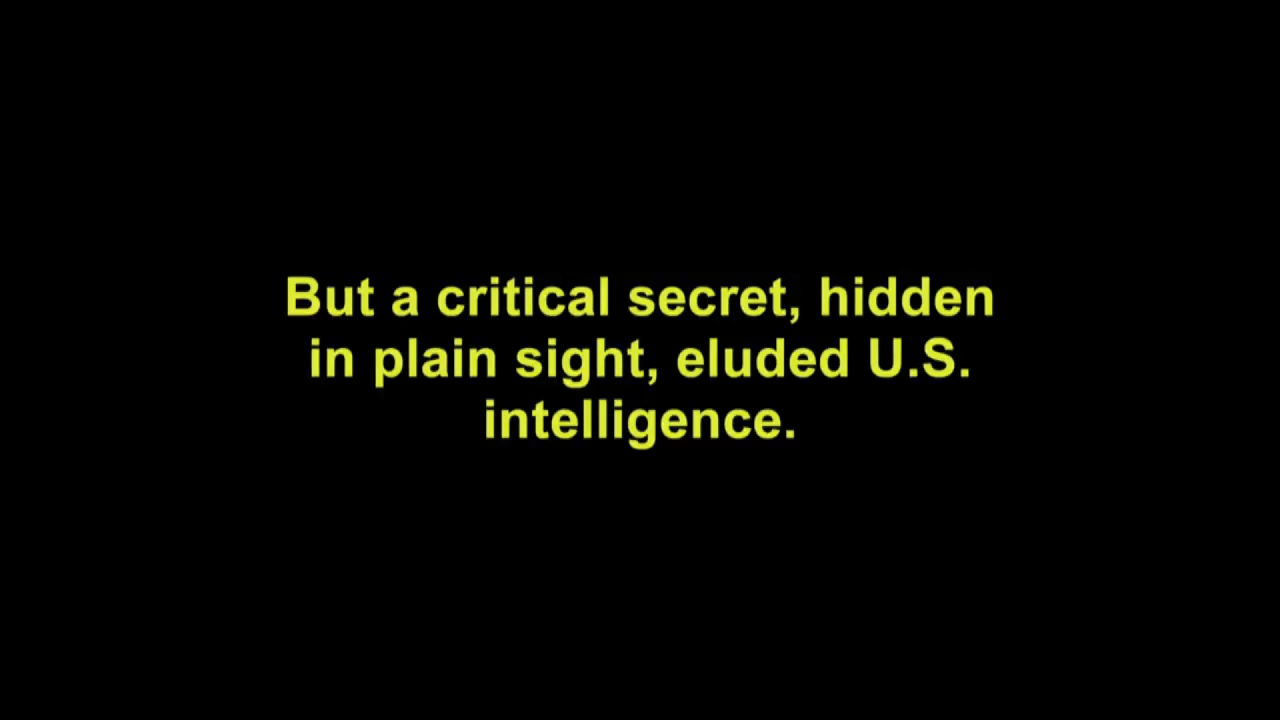 But a critical secret, hidden
in plain sight, eluded U.S.
intelligence.